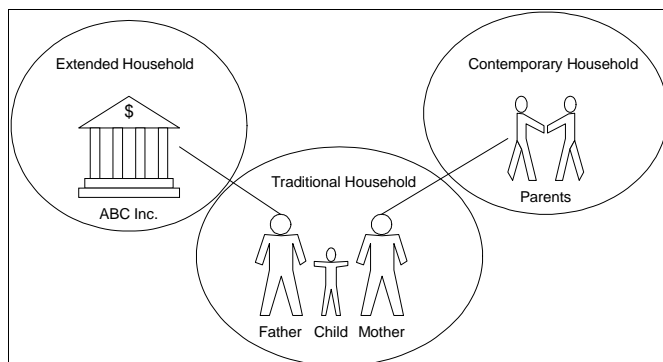 Extended Household
$
ABC Inc.
Contemporary Household
Parents
Traditional Household
Father Child Mother